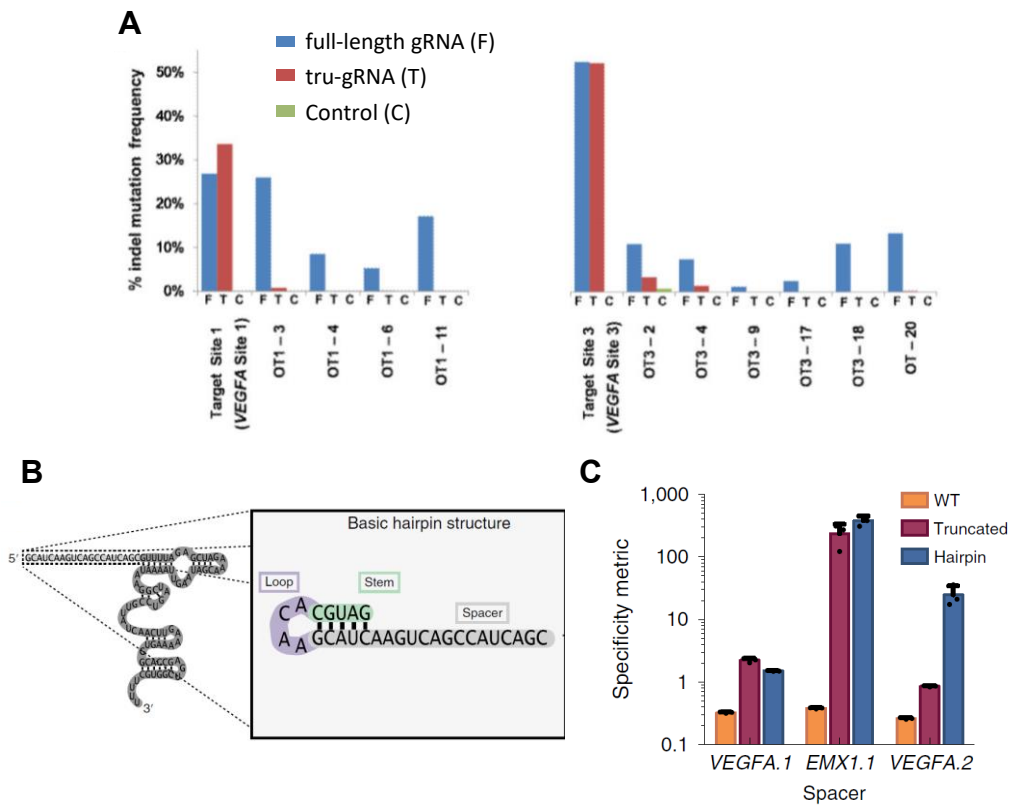 A
full-length gRNA (F)
tru-gRNA (T)
Control (C)
% indel mutation frequency
50%
40%
30%
20%
10%
0%
F T C F T C F T C F T C F T C
Target Site 1
(VEGFA Site 1)
OT1 – 3
OT1 – 4
OT1 – 6
OT1 – 11
F T C F T C F T C F T C F T C F T C F T C
Target Site 3
(VEGFA Site 3)
OT3 – 2
OT3 – 4
OT3 – 9
OT3 – 17
OT3 – 18
OT – 20
B
5′ GCAUCAAGUCAGCCAUCAGC
3′
Basic hairpin structure
Loop
Stem
Spacer
C A CGUAG
A A GCAUCAAGUCAGCCAUCAGC
C
Specificity metric
1,000
100
10
1
0.1
WT
Truncated
Hairpin
VEGFA.1 EMX1.1 VEGFA.2
Spacer